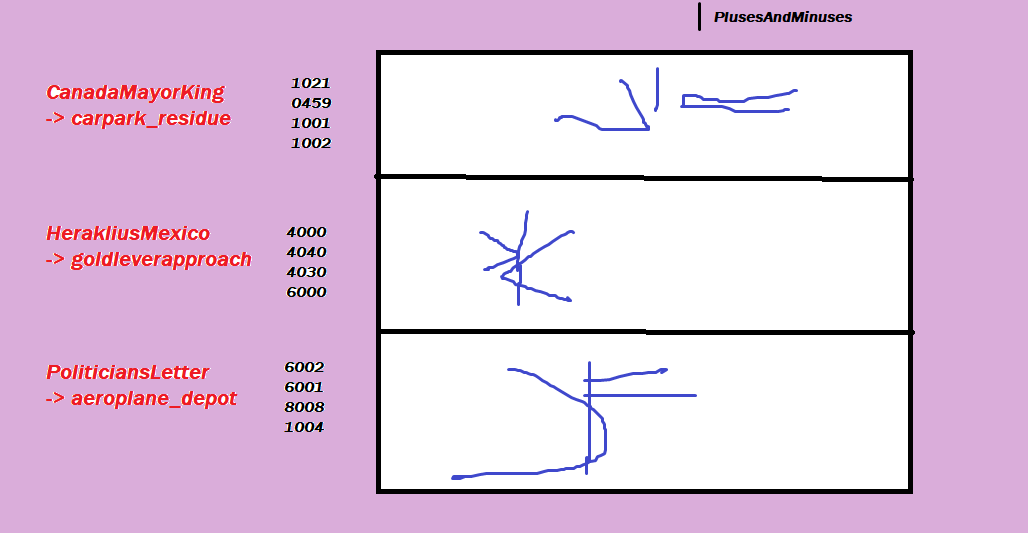 PlusesAndMinuses
CanadaMayorKing
-> carpark_residue
1021
0459
1001
1002
HerakliusMexico
-> goldleverapproach
4000
4040
4030
6000
PoliticiansLetter
-> aeroplane_depot
6002
6001
8008
1004